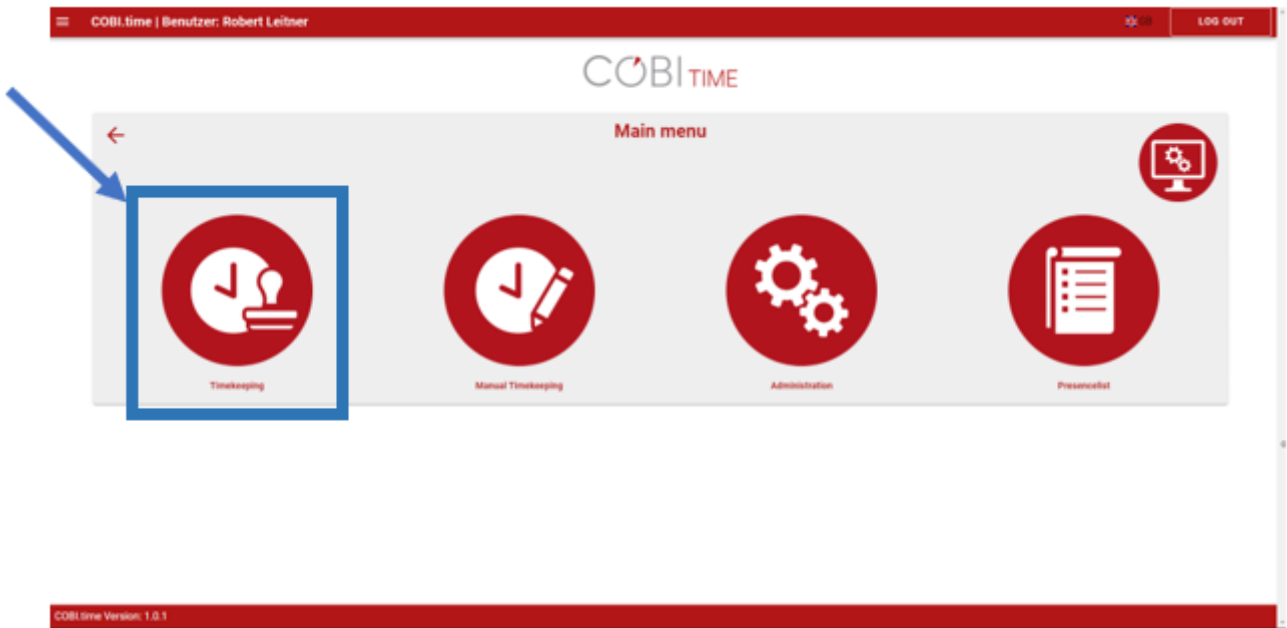 COBI.time | Benutzer: Robert Leitner
GB
LOG OUT
COBI TIME
Main menu
Timekeeping
Manual Timekeeping
Administration
Presencelist
COBI.time Version: 1.0.1